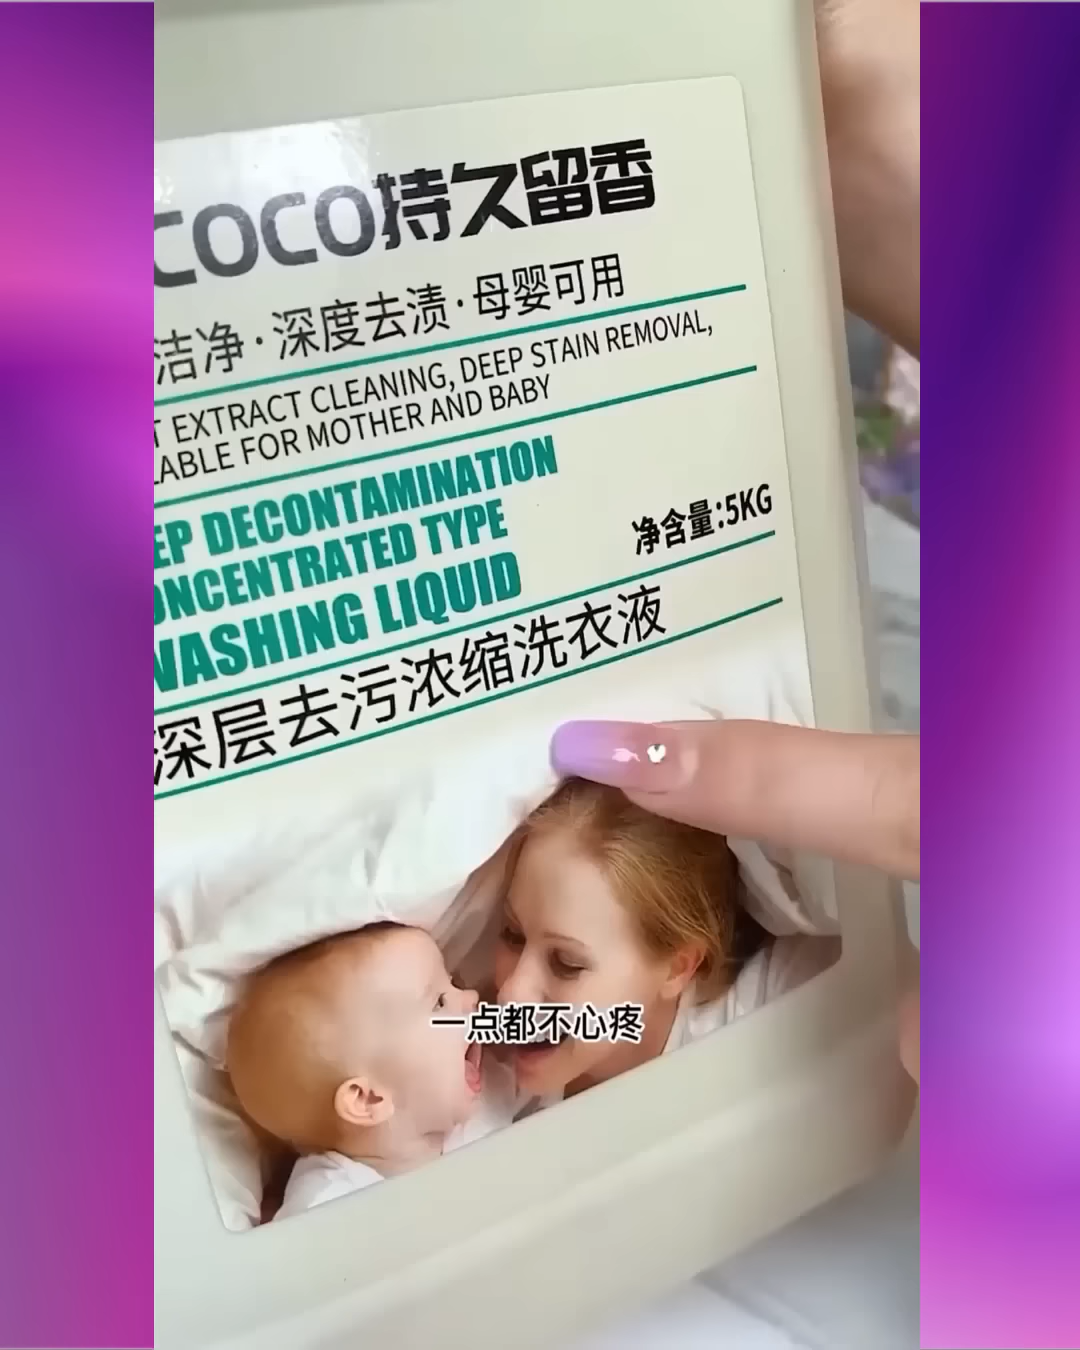 COCO持久留香
洁净·深度去渍·母婴可用
T EXTRACT CLEANING, DEEP STAIN REMOVAL,
LABLE FOR MOTHER AND BABY
EP DECONTAMINATION
ONCENTRATED TYPE
WASHING LIQUID
净含量:5KG
深层去污浓缩洗衣液
一点都不心疼